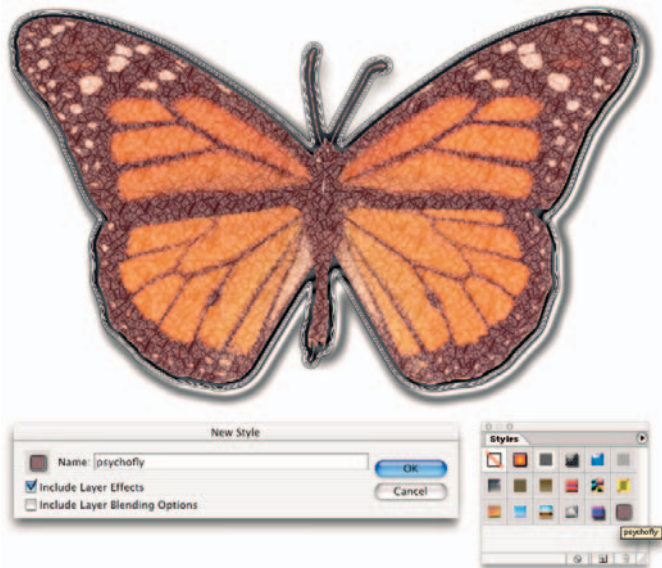 New Style
Name: psychofly
OK
Include Layer Effects
Cancel
Include Layer Blending Options
Styles
psychofly